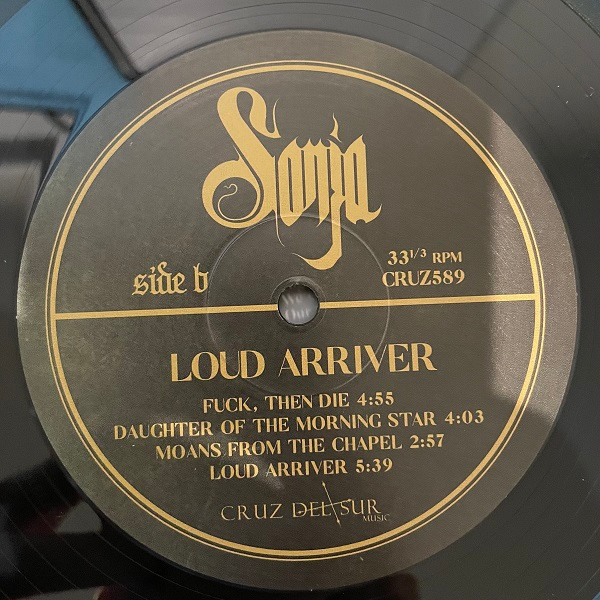 Sonja
side b
33 1/3 RPM
CRUZ589
LOUD ARRIVER
FUCK, THEN DIE 4:55
DAUGHTER OF THE MORNING STAR 4:03
MOANS FROM THE CHAPEL 2:57
LOUD ARRIVER 5:39
CRUZ DEL SUR
MUSIC